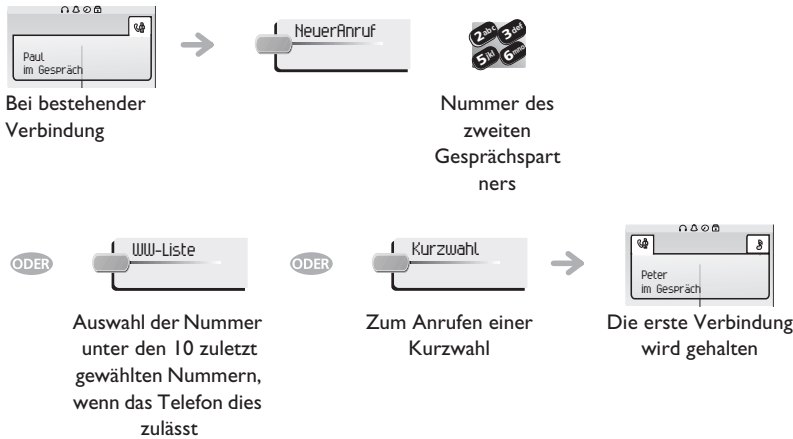 Paul
im Gespräch
NeuerAnruf
2abc 3def
5jkl 6mno
Bei bestehender
Verbindung
Nummer des
zweiten
Gesprächspart
ners
ODER
WW-Liste
ODER
Kurzwahl
Peter
im Gespräch
Auswahl der Nummer
unter den 10 zuletzt
gewählten Nummern,
wenn das Telefon dies
zulässt
Zum Anrufen einer
Kurzwahl
Die erste Verbindung
wird gehalten